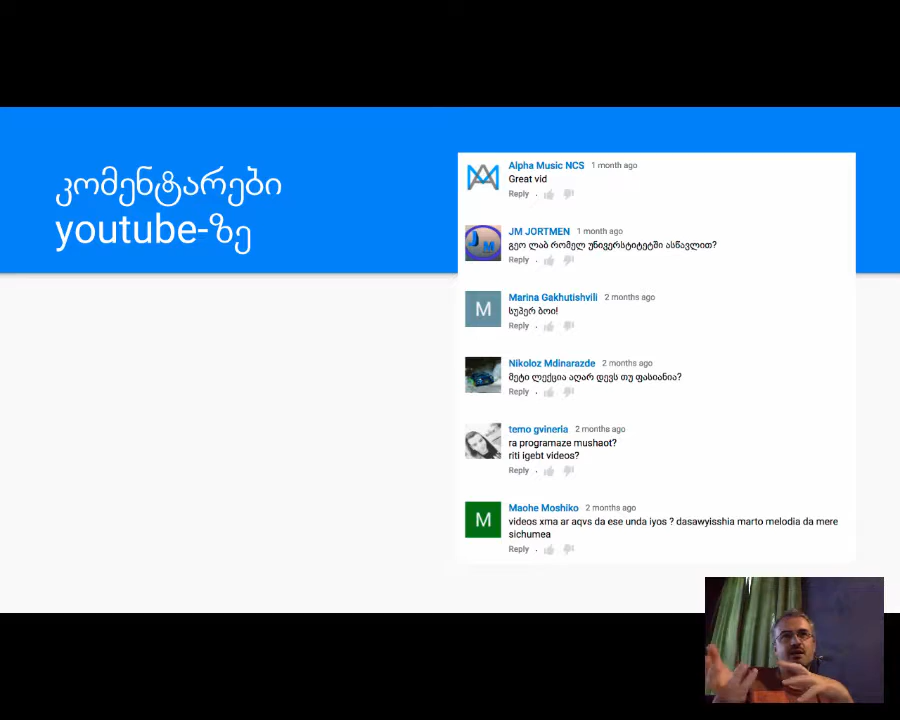 კომენტარები
youtube-ზე
Alpha Music NCS 1 month ago
Great vid
Reply
JM JORTMEN 1 month ago
გეო ლაბ რომელ უნივერსტიტეტში ასწავლით?
Reply
M
Marina Gakhutishvili 2 months ago
სუპერ ბოი!
Reply
Nikoloz Mdinarazde 2 months ago
მეტი ლექცია აღარ დევს თუ ფასიანია?
Reply
temo gvineria 2 months ago
ra programaze mushaot?
riti igebt videos?
Reply
M
Maohe Moshiko 2 months ago
videos xma ar aqvs da ese unda iyos ? dasawyisshia marto melodia da mere
sichumea
Reply